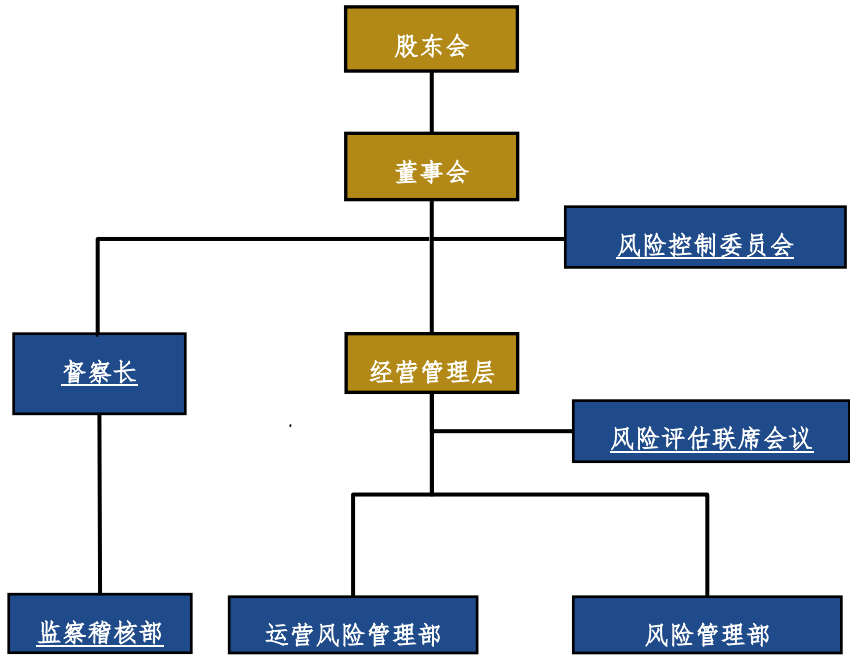 股东会
董事会
风险控制委员会
督察长
经营管理层
风险评估联席会议
监察稽核部
运营风险管理部
风险管理部